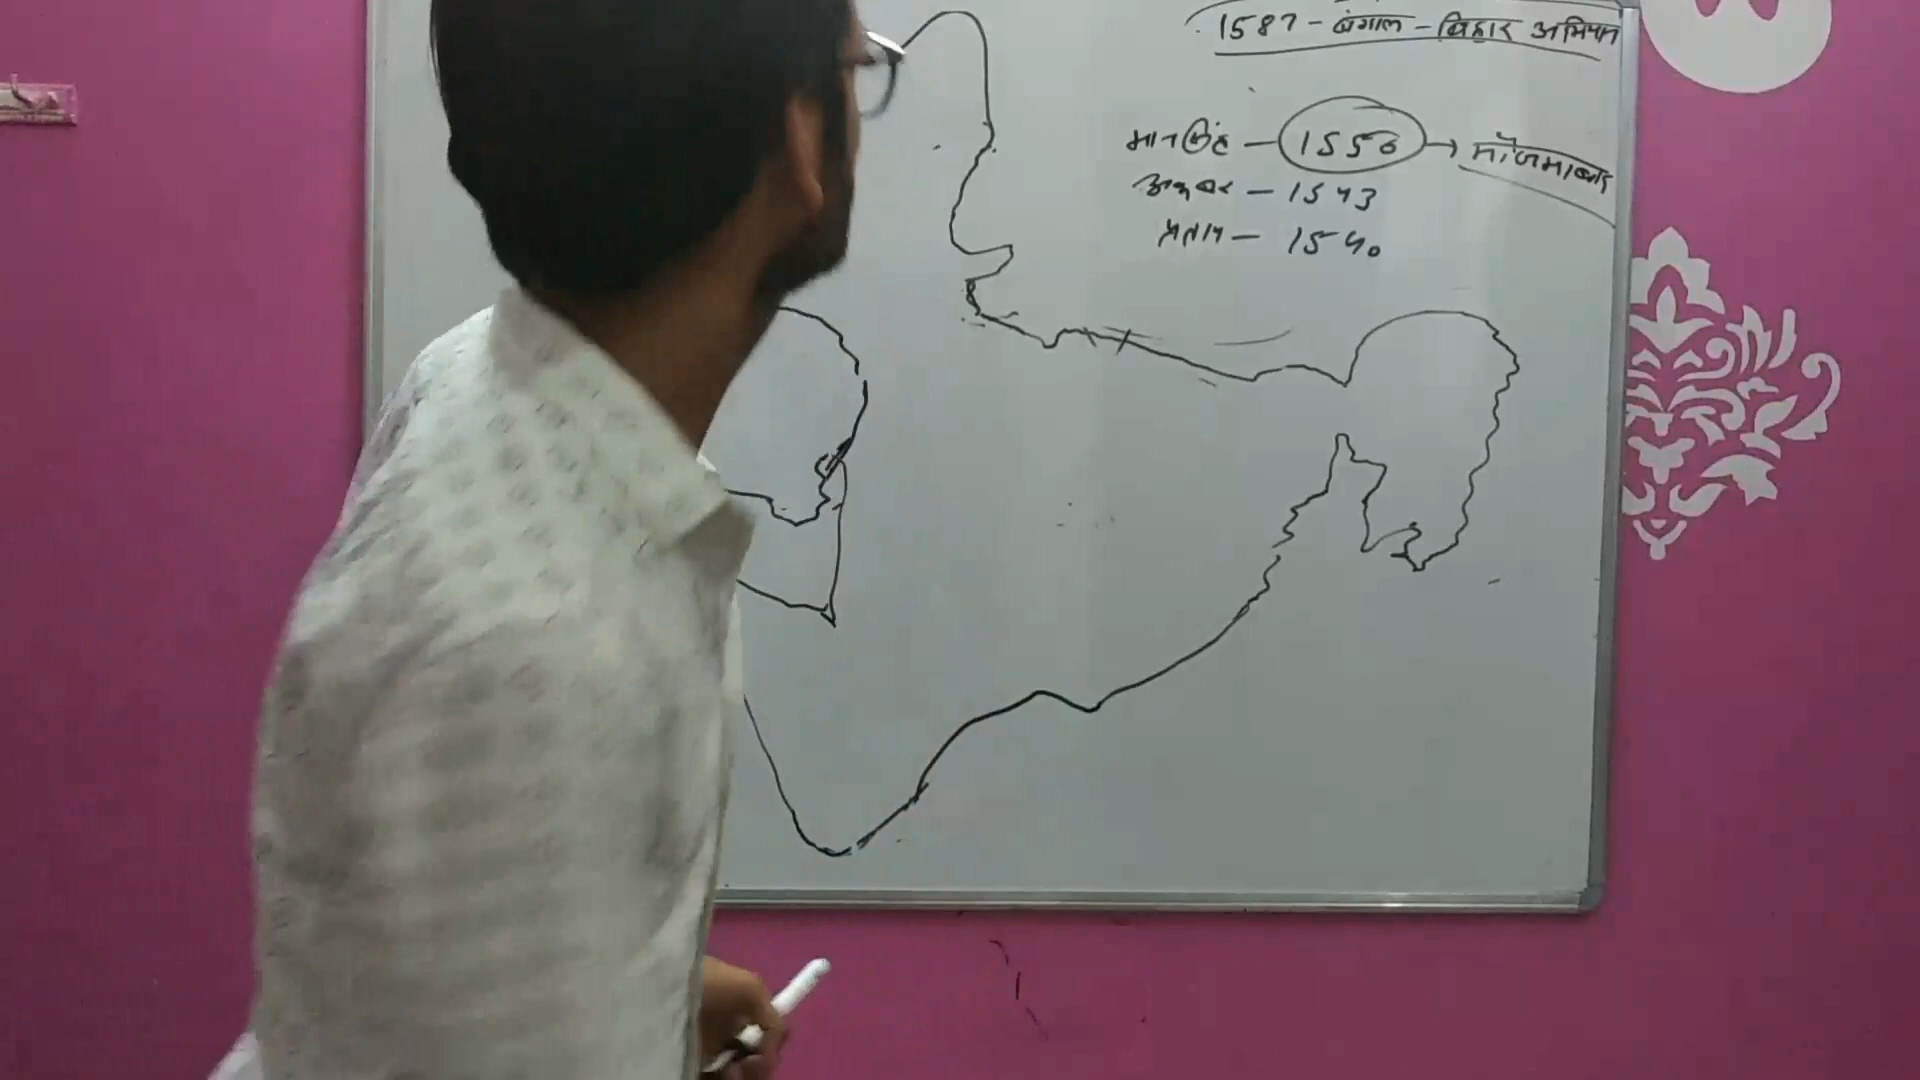 1587 - बंगाल - बिहार अभियान
मानसिंह - 1550 → मौजमाबाद
अकबर - 1543
प्रताप - 1540